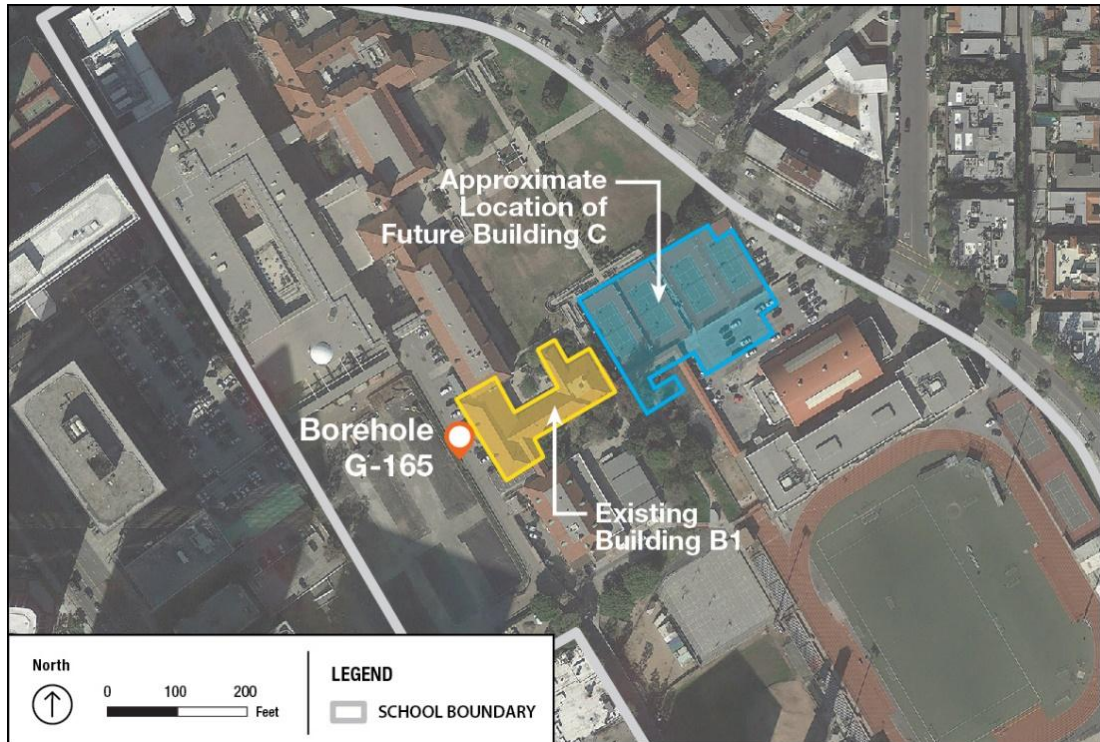 Approximate
Location of
Future Building C
Borehole
G-165
Existing
Building B1
North
0 100 200
Feet
LEGEND
SCHOOL BOUNDARY